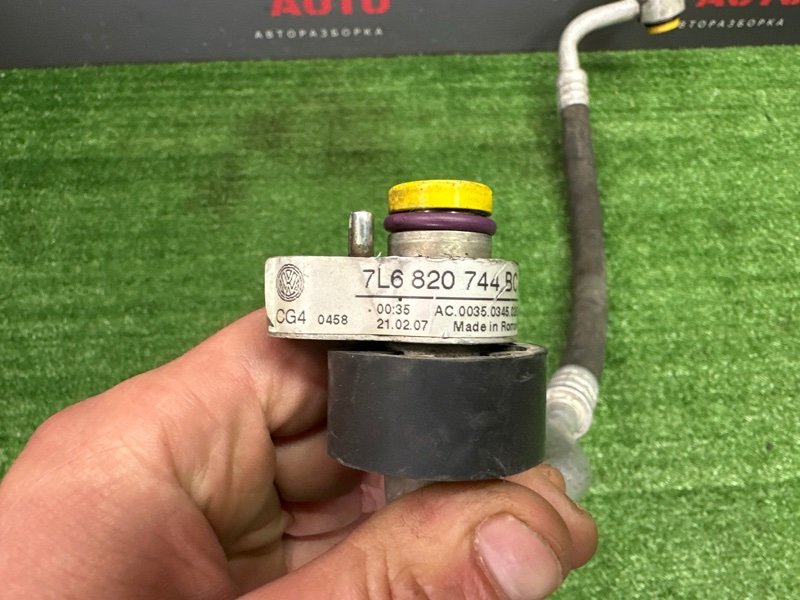 AUTO
АВТОРАЗБОРКА
АВТОРАЗБОРКА
7L6 820 744 BC
00:35 AC.0035.0345.02
CG4 0458 21.02.07 Made in Rom